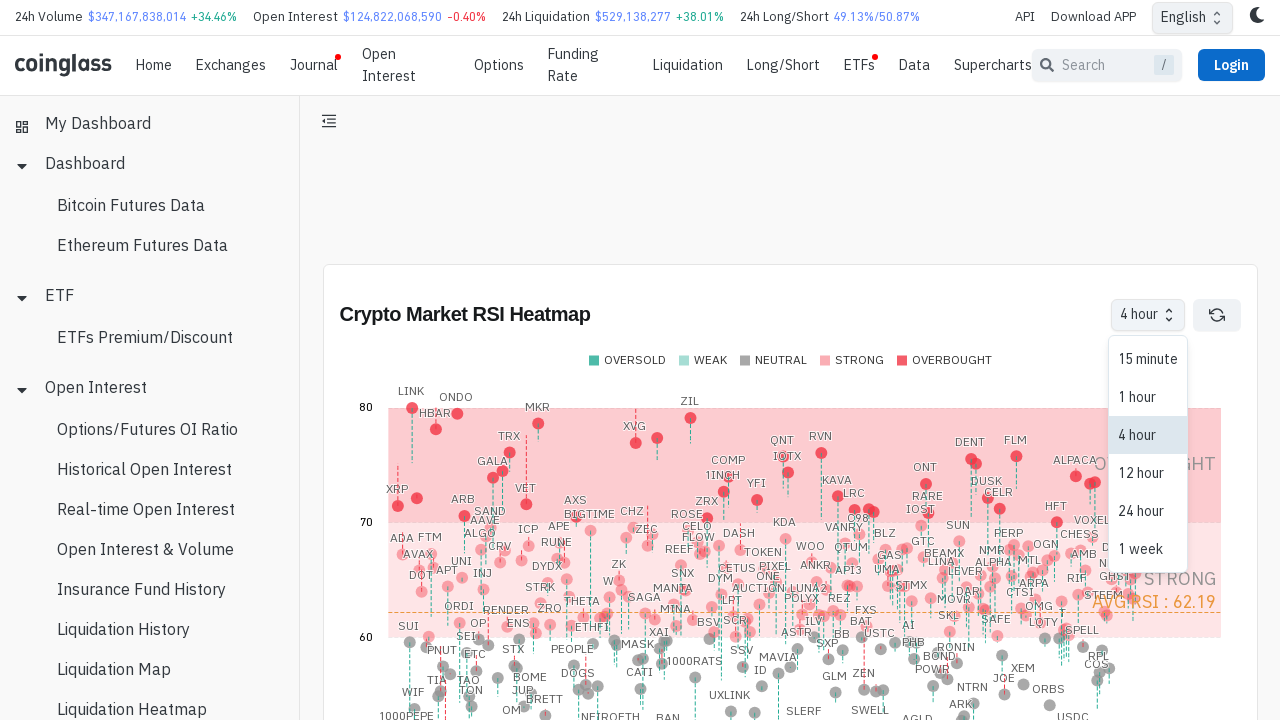 24h Volume $347,167,838,014 +34.46% Open Interest $124,822,068,590 -0.40% 24h Liquidation $529,138,277 +38.01% 24h Long/Short 49.13%/50.87% API Download APP English
coinglass Home Exchanges Journal Open Interest Options Funding Rate Liquidation Long/Short ETFs Data Supercharts Search / Login
My Dashboard
Dashboard
Bitcoin Futures Data
Ethereum Futures Data
ETF
ETFs Premium/Discount
Open Interest
Options/Futures OI Ratio
Historical Open Interest
Real-time Open Interest
Open Interest & Volume
Insurance Fund History
Liquidation History
Liquidation Map
Liquidation Heatmap
Crypto Market RSI Heatmap
4 hour
15 minute
1 hour
4 hour
12 hour
24 hour
1 week
OVERSOLD WEAK NEUTRAL STRONG OVERBOUGHT
80
70
60
LINK
ONDO
HBAR
MKR
ZIL
XVG
TRX
QNT
RVN
DENT
FLM
GALA
COMP
IOTX
ONT
ALPACA
XRP
VET
1INCH
YFI
KAVA
DUSK
ARB
AXS
ZRX
LRC
RARE
CELR
SAND
BIGTIME
CHZ
ROSE
IOST
HFT
AAVE
ICP
APE
ZEC
CELO
KDA
VANRY
SUN
VOXEL
ADA
FTM
ALGO
RUNE
FLOW
DASH
BLZ
GTC
PERP
CHESS
AVAX
CRV
REEF
TOKEN
WOO
OTUM
GAS
BEAMX
NMR
OGN
AMB
UNI
DYDX
ZK
CETUS
PIXEL
ANKR
API3
UMA
LINA
ALPHA
MTL
DOT
APT
INJ
SNX
DYM
ONE
LEVER
RIF
STRONG
STRK
MANTA
AUCTION
LUNA2
STMX
DAR
ARPA
THETA
SAGA
LPT
POLYX
REZ
MOVR
CTSI
STEEM
AVG RSI : 62.19
ORDI
RENDER
ZRQ
MINA
FXS
SKL
OMG
SUI
OP
ENS
ETHFI
BSV
SCR
ILV
BAT
AI
SAFE
LQTY
SEI
XAI
ASTR
BB
USTC
SPELL
PNUT
STX
PEOPLE
MASK
SSV
SXP
RONIN
RPL
ETC
1000RATS
MAVIA
BOND
COS
TIA
TAO
BOME
DOGS
CATI
ID
GLM
ZEN
POWR
XEM
JOE
WIF
TON
JUP
BRETT
UXLINK
NTRN
ORBS
1000PEPE
OM
NEIROETH
BAN
SLERF
SWELL
AGLD
ARK
USDC